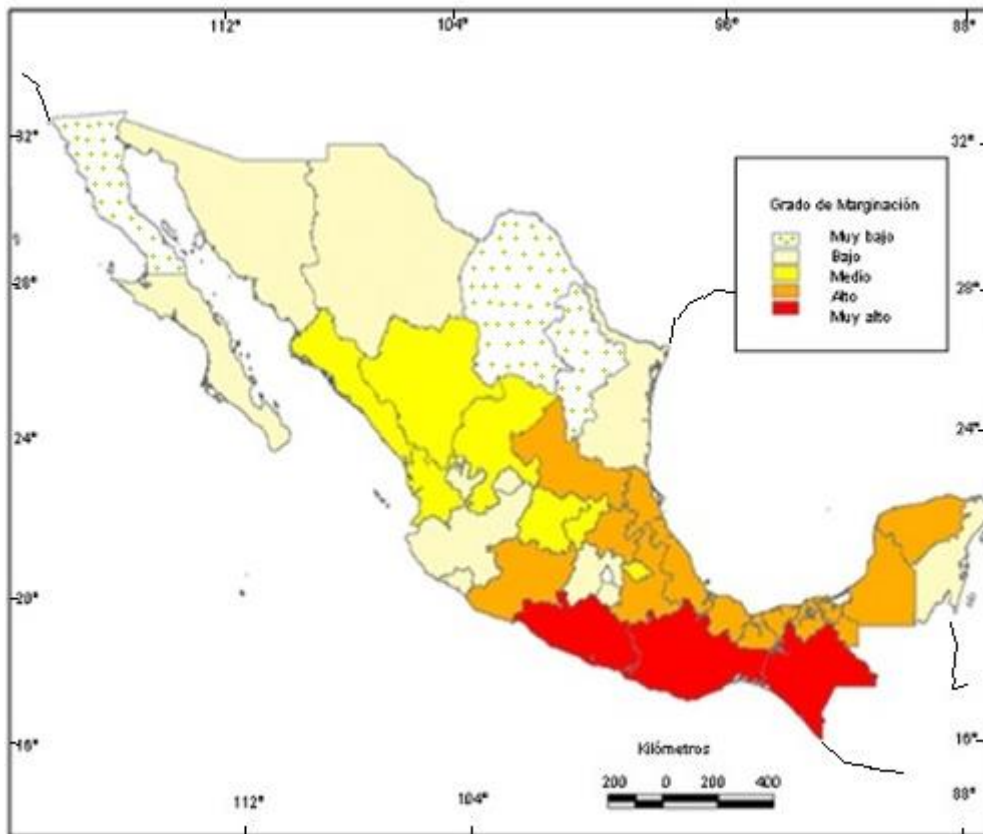 112° 104° 96° 88°
32° 32°
Grado de Marginación
Muy bajo
Bajo
Medio
Alto
Muy alto
28° 28°
24° 24°
20°
16° 16°
Kilómetros
200 0 200 400
112° 104° 88°